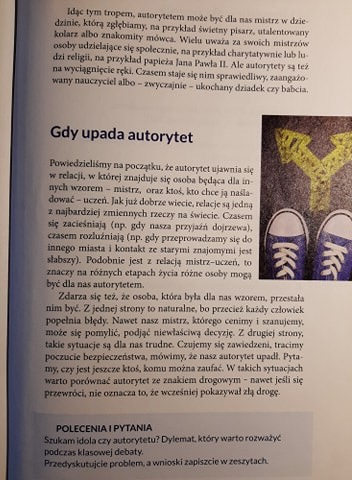 Idąc tym tropem, autorytetem może być dla nas mistrz w dzie-
dzinie, którą zgłębiamy, na przykład świetny pisarz, utalentowany
kolarz albo znakomity mówca. Wielu uważa za swoich mistrzów
osoby udzielające się społecznie, na przykład charytatywnie lub lu-
dzi religii, na przykład papieża Jana Pawła II. Ale autorytety są też
na wyciągnięcie ręki. Czasem staje się nim sprawiedliwy, zaangażo-
wany nauczyciel albo – zwyczajnie – ukochany dziadek czy babcia.
Gdy upada autorytet
Powiedzieliśmy na początku, że autorytet ujawnia się
w relacji, w której znajduje się osoba będąca dla in-
nych wzorem – mistrz, oraz ktoś, kto chce ją naśla-
dować – uczeń. Jak już dobrze wiecie, relacje są jedną
z najbardziej zmiennych rzeczy na świecie. Czasem
się zacieśniają (np. gdy nasza przyjaźń dojrzewa),
czasem rozluźniają (np. gdy przeprowadzimy się do
innego miasta i kontakt ze starymi znajomymi jest
słabszy). Podobnie jest z relacją mistrz–uczeń, to
znaczy na różnych etapach życia różne osoby mogą
być dla nas autorytetem.
Zdarza się też, że osoba, która była dla nas wzorem, przestała
nim być. Z jednej strony to naturalne, bo przecież każdy człowiek
popełnia błędy. Nawet nasz mistrz, którego cenimy i szanujemy,
może się pomylić, podjąć niewłaściwą decyzję. Z drugiej strony,
takie sytuacje są dla nas trudne. Czujemy się zawiedzeni, tracimy
poczucie bezpieczeństwa, mówimy, że nasz autorytet upadł. Pyta-
my, czy jest jeszcze ktoś, komu można zaufać. W takich sytuacjach
warto porównać autorytet ze znakiem drogowym – nawet jeśli się
przewróci, nie oznacza to, że wcześniej pokazywał złą drogę.
POLECENIA I PYTANIA
Szukam idola czy autorytetu? Dylemat, który warto rozważyć
podczas klasowej debaty.
Przedyskutujcie problem, a wnioski zapiszcie w zeszytach.